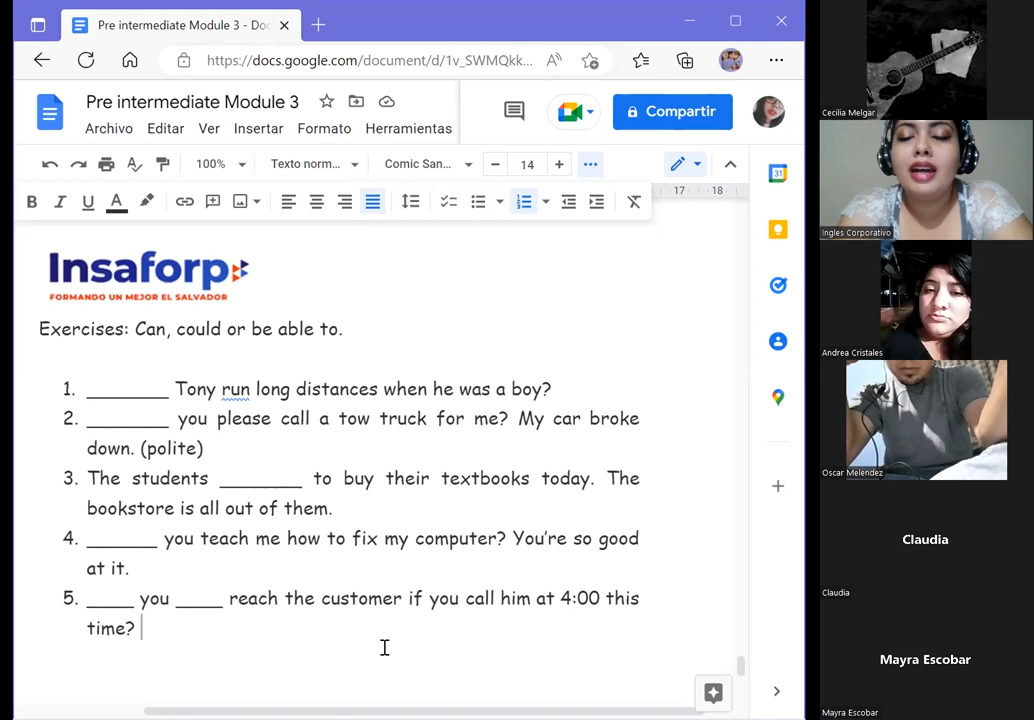 Pre intermediate Module 3 - Doc
https://docs.google.com/document/d/1v_SWMQkk...
Pre intermediate Module 3
Archivo Editar Ver Insertar Formato Herramientas
Compartir
100% Texto norm... Comic San... 14
B I U A
17 18
31
Insaforp
FORMANDO UN MEJOR EL SALVADOR
Exercises: Can, could or be able to.
1. ________ Tony run long distances when he was a boy?
2. ________ you please call a tow truck for me? My car broke
down. (polite)
3. The students ________ to buy their textbooks today. The
bookstore is all out of them.
4. _______ you teach me how to fix my computer? You're so good
at it.
5. ____ you ____ reach the customer if you call him at 4:00 this
time?
Cecilia Melgar
Ingles Corporativo
Andrea Cristales
Oscar Melendez
Claudia
Claudia
Mayra Escobar
Mayra Escobar